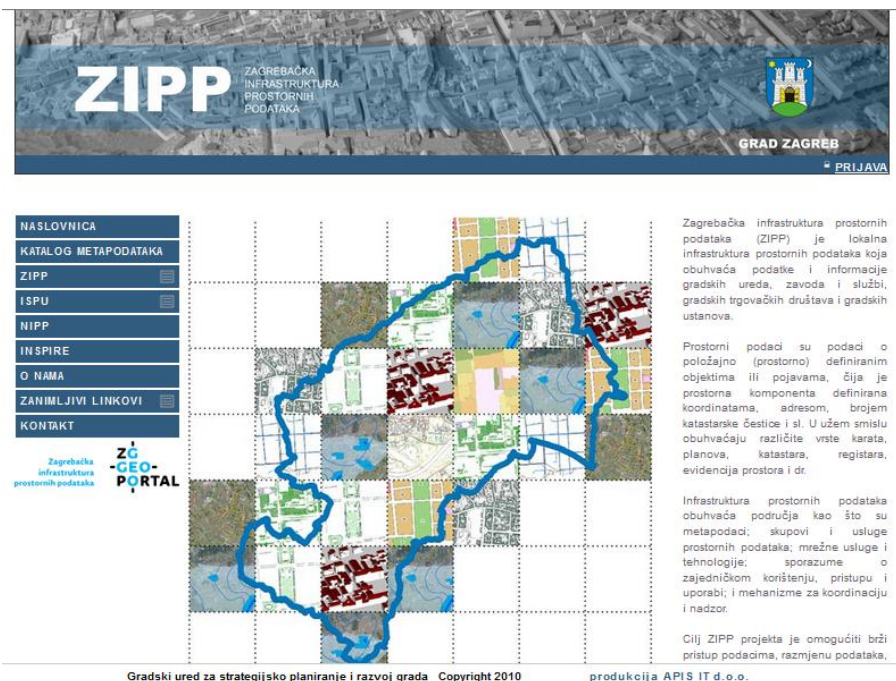 ZIPP
ZAGREBAČKA
INFRASTRUKTURA
PROSTORNIH
PODATAKA
GRAD ZAGREB
PRIJAVA
NASLOVNICA
KATALOG METAPODATAKA
ZIPP
ISPU
NIPP
INSPIRE
O NAMA
ZANIMLJIVI LINKOVI
KONTAKT
Zagrebačka
infrastruktura
prostornih podataka
ZG
-GEO-
PORTAL
Zagrebačka infrastruktura prostornih
podataka (ZIPP) je lokalna
infrastruktura prostornih podataka koja
obuhvaća podatke i informacije
gradskih ureda, zavoda i službi,
gradskih trgovačkih društava i gradskih
ustanova.
Prostorni podaci su podaci o
položajno (prostorno) definiranim
objektima ili pojavama, čija je
prostorna komponenta definirana
koordinatama, adresom, brojem
katastarske čestice i sl. U užem smislu
obuhvaćaju različite vrste karata,
planova, katastara, registara,
evidencija prostora i dr.
Infrastruktura prostornih podataka
obuhvaća područja kao što su
metapodaci; skupovi i usluge
prostornih podataka; mrežne usluge i
tehnologije; sporazume o
zajedničkom korištenju, pristupu i
uporabi; i mehanizme za koordinaciju
i nadzor.
Cilj ZIPP projekta je omogućiti brži
pristup podacima, razmjenu podataka,
Gradski ured za strategijsko planiranje i razvoj grada Copyright 2010 produkcija APIS IT d.o.o.